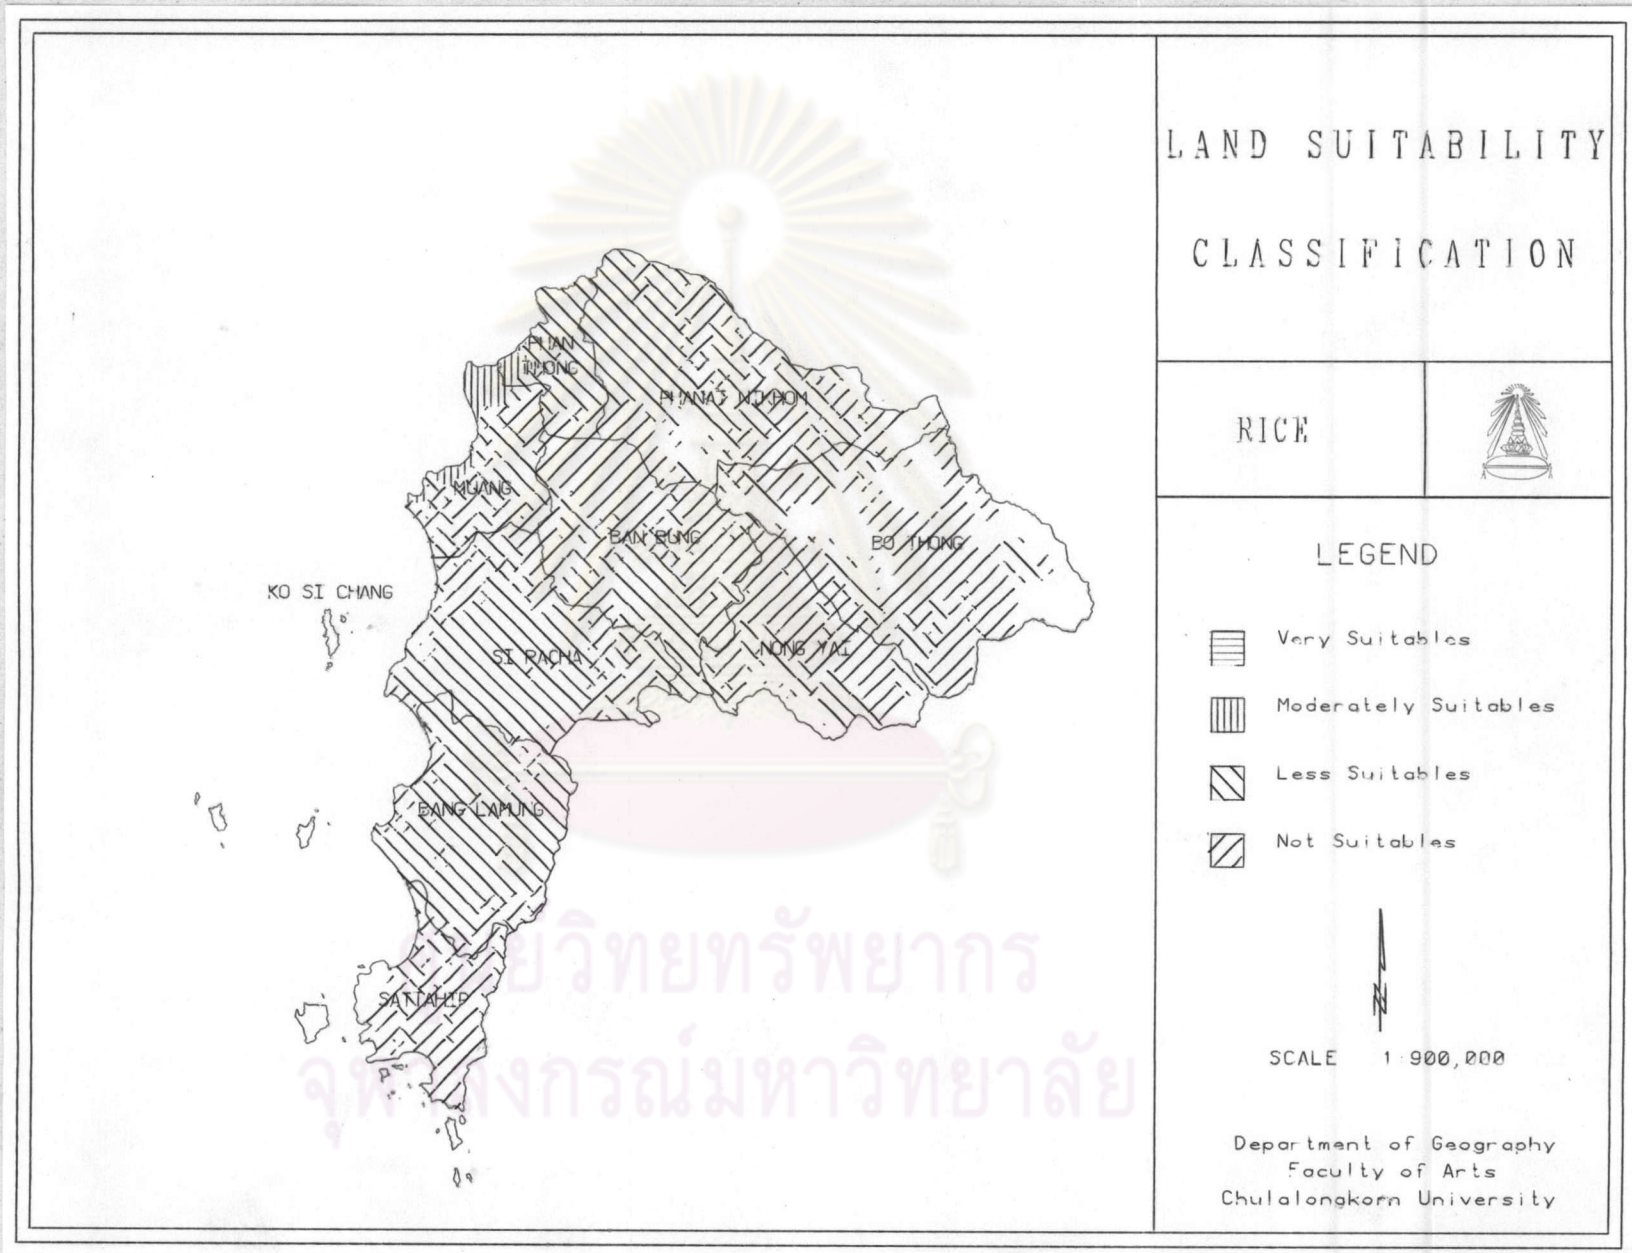 LAND SUITABILITY
CLASSIFICATION
RICE
LEGEND
Very Suitables
Moderately Suitables
Less Suitables
Not Suitables
SCALE 1:900,000
Department of Geography
Faculty of Arts
Chulalongkorn University
PHAN
THONG
PHANAT NIKHOM
MUANG
BAN BUNG
BO THONG
KO SI CHANG
SI RACHA
NONG YAI
BANG LAMUNG
SATTAHIP
ศูนย์วิทยทรัพยากร
จุฬาลงกรณ์มหาวิทยาลัย